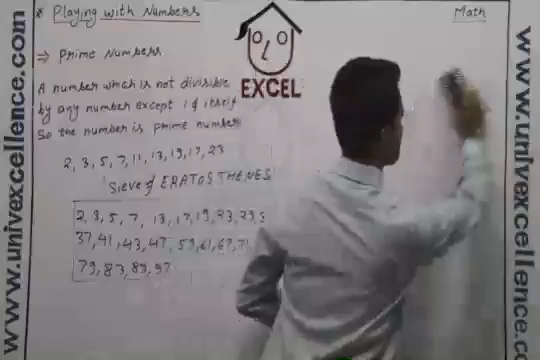 * Playing with Numbers
Math
⇒ Prime Numbers
A number which is not divisible
by any number except 1 & itself
So the number is prime number
EXCEL
2, 3, 5, 7, 11, 13, 19, 17, 23
Sieve of ERATOSTHENES
2, 3, 5, 7, 13, 17, 19, 23, 29, 3
37, 41, 43, 47, 59, 61, 67, 71
79, 83, 89, 97
www.univexcellence.com
www.univexcellence.com